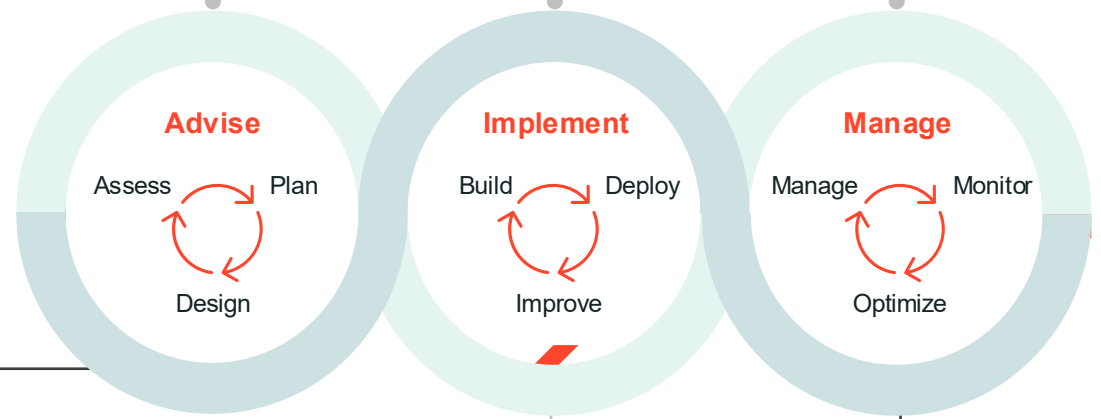 Advise
Assess Plan
Design
Implement
Build Deploy
Improve
Manage
Manage Monitor
Optimize